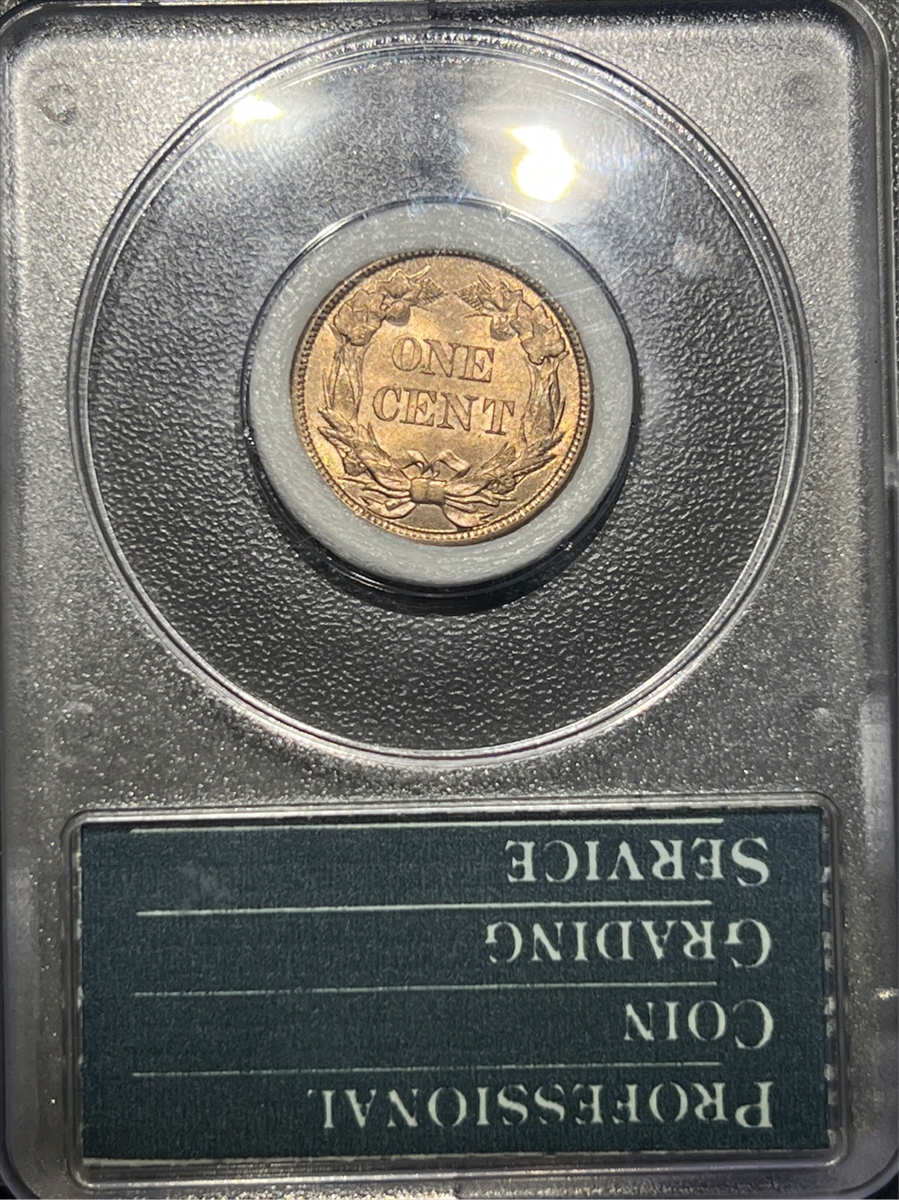 ONE
CENT
PROFESSIONAL
COIN
GRADING
SERVICE